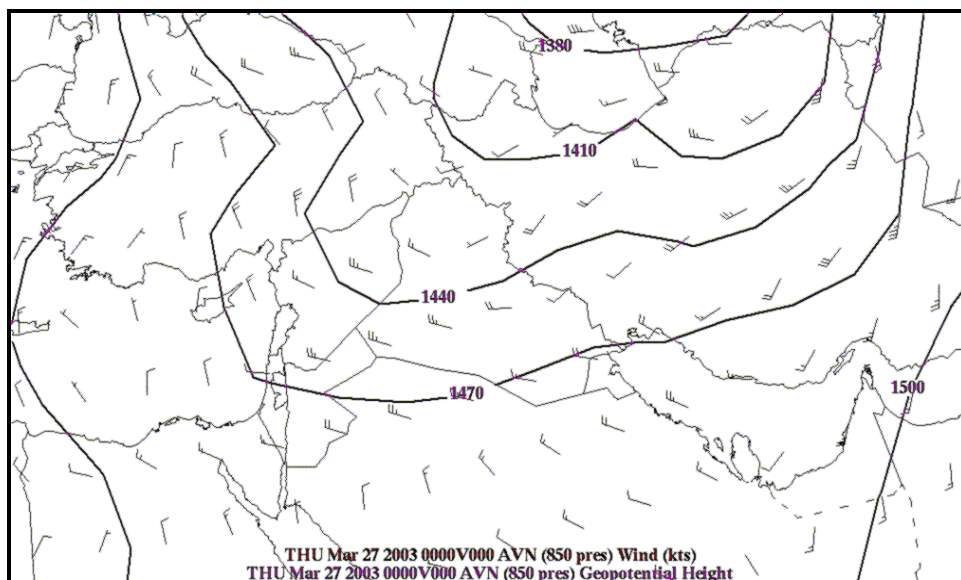 1380
1410
1440
1470
1500
THU Mar 27 2003 0000V000 AVN (850 pres) Wind (kts)
THU Mar 27 2003 0000V000 AVN (850 pres) Geopotential Height